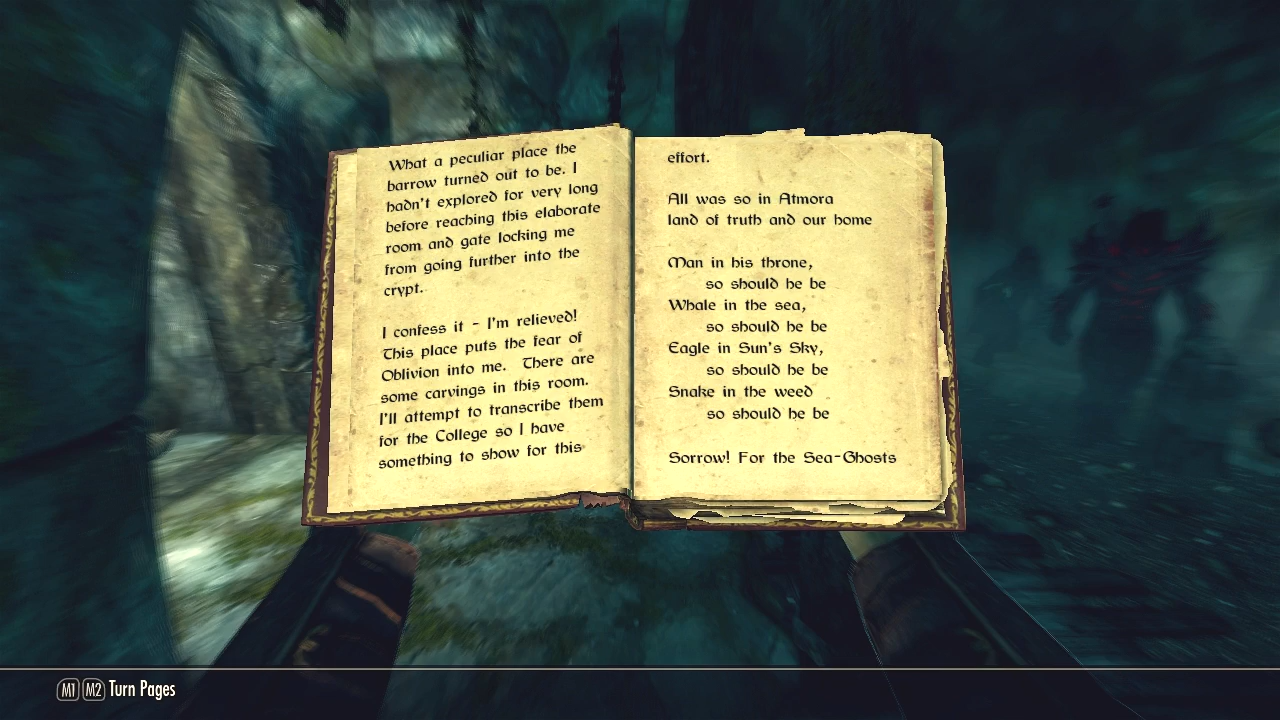 What a peculiar place the
barrow turned out to be. I
hadn't explored for very long
before reaching this elaborate
room and gate locking me
from going further into the
crypt.
I confess it - I'm relieved!
This place puts the fear of
Oblivion into me. There are
some carvings in this room.
I'll attempt to transcribe them
for the College so I have
something to show for this
effort.
All was so in Atmora
land of truth and our home
Man in his throne,
so should he be
Whale in the sea,
so should he be
Eagle in Sun's Sky,
so should he be
Snake in the weed
so should he be
Sorrow! For the Sea-Ghosts
M1 M2 Turn Pages